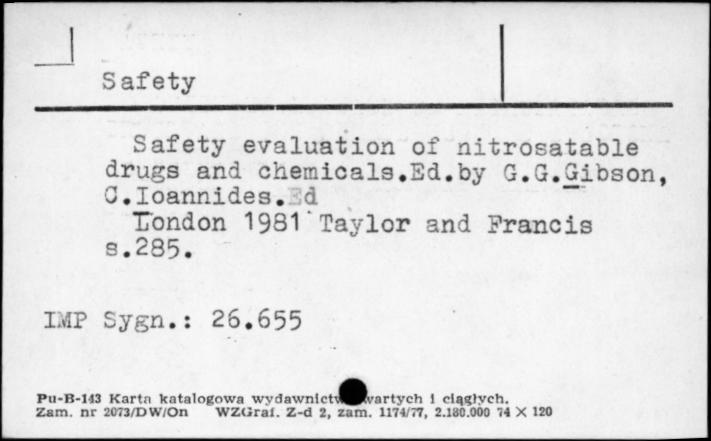 Safety
Safety evaluation of nitrosatable
drugs and chemicals.Ed.by G.G.Gibson,
C.Ioannides.Ed
London 1981 Taylor and Francis
s.285.
IMP Sygn.: 26.655
Pu-B-143 Karta katalogowa wydawnictw wartych i ciągłych.
Zam. nr 2073/DW/On WZGraf. Z-d 2, zam. 1174/77, 2.180.000 74 X 120